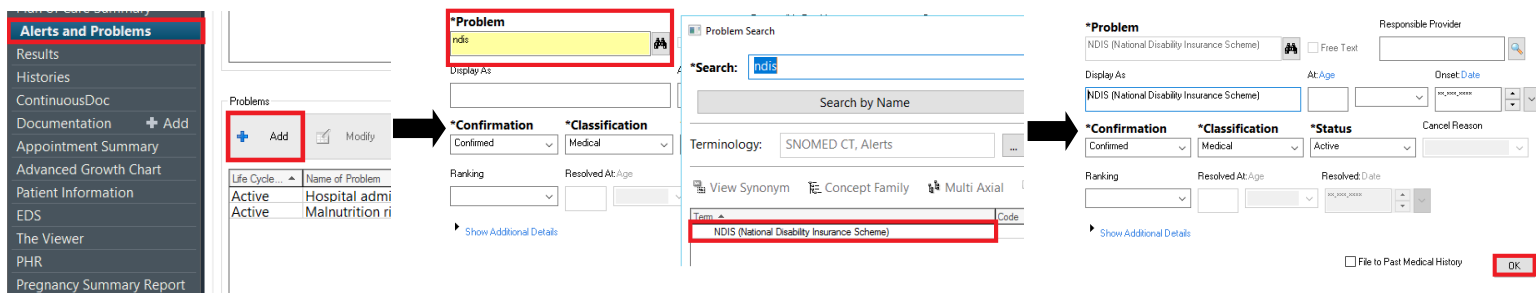 Plan of Care Summary
Alerts and Problems
Results
Histories
ContinuousDoc
Documentation + Add
Appointment Summary
Advanced Growth Chart
Patient Information
EDS
The Viewer
PHR
Pregnancy Summary Report
Problems
Add Modify
Life Cycle... Name of Problem
Active Hospital admi
Active Malnutrition ri
*Problem
ndis
Display As
*Confirmation *Classification
Confirmed Medical
Ranking Resolved At: Age
Show Additional Details
Problem Search
*Search: ndis
Search by Name
Terminology: SNOMED CT, Alerts ...
View Synonym Concept Family Multi Axial
Term Code
NDIS (National Disability Insurance Scheme)
*Problem Responsible Provider
NDIS (National Disability Insurance Scheme) Free Text
Display As At: Age Onset: Date
NDIS (National Disability Insurance Scheme) **,***,****
*Confirmation *Classification *Status Cancel Reason
Confirmed Medical Active
Ranking Resolved At: Age Resolved: Date
**,***,****
Show Additional Details
File to Past Medical History OK